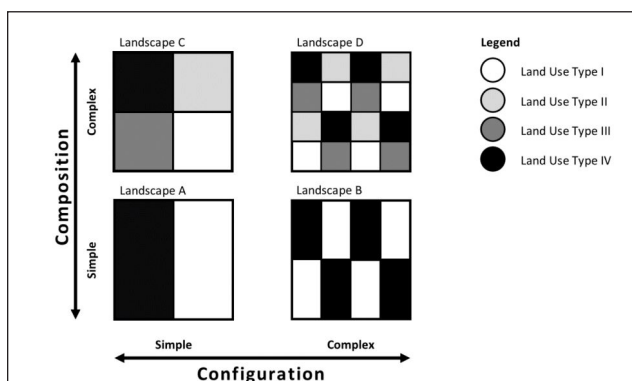 Landscape C
Landscape D
Legend
Land Use Type I
Land Use Type II
Land Use Type III
Land Use Type IV
Complex
Composition
Landscape A
Landscape B
Simple
Simple
Complex
Configuration